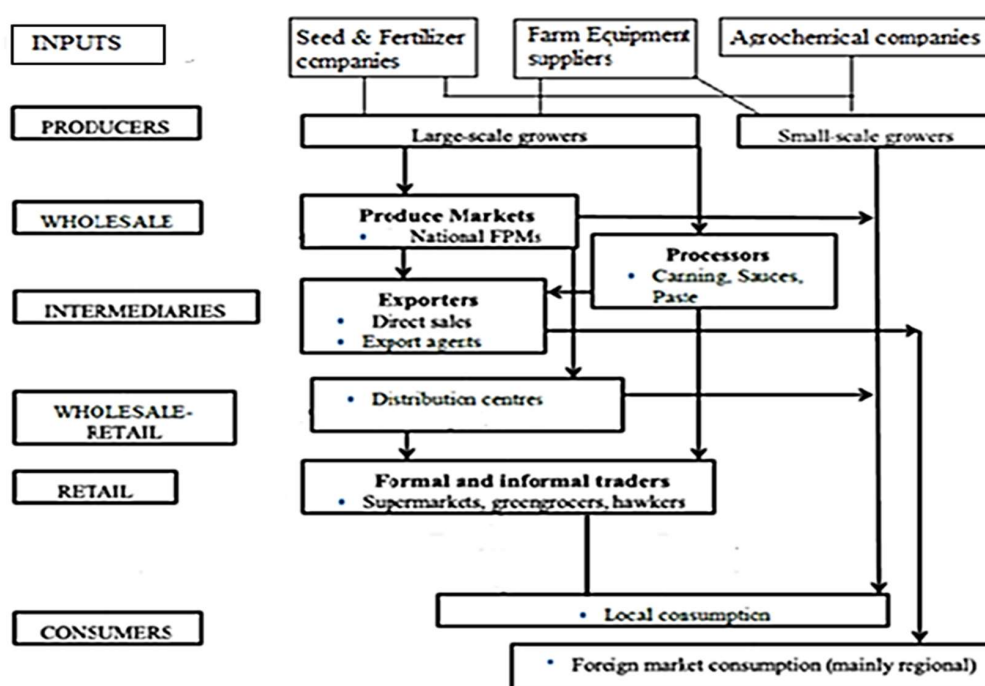 INPUTS
Seed & Fertilizer
companies
Farm Equipment
suppliers
Agrochemical companies
PRODUCERS
Large-scale growers
Small-scale growers
WHOLESALE
Produce Markets
• National FPMs
Processors
• Carning, Sauces,
Paste
INTERMEDIARIES
Exporters
• Direct sales
• Export agents
WHOLESALE-
RETAIL
• Distribution centres
RETAIL
Formal and informal traders
• Supermarkets, greengrocers, hawkers
CONSUMERS
• Local consumption
• Foreign market consumption (mainly regional)